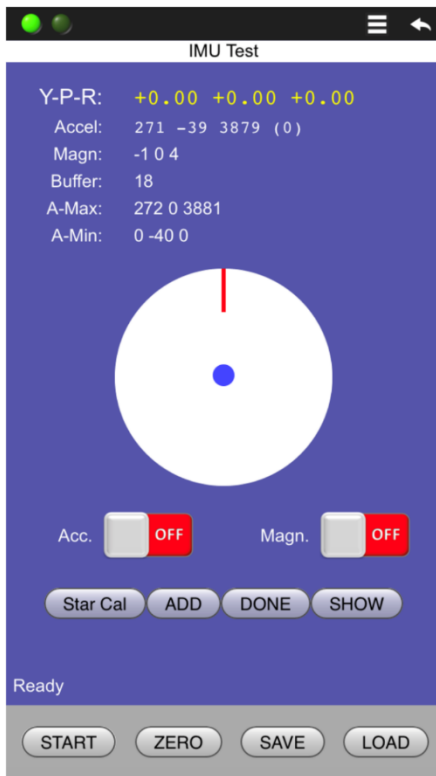 IMU Test
Y-P-R: +0.00 +0.00 +0.00
Accel: 271 -39 3879 (0)
Magn: -1 0 4
Buffer: 18
A-Max: 272 0 3881
A-Min: 0 -40 0
Acc. OFF Magn. OFF
Star Cal ADD DONE SHOW
Ready
START ZERO SAVE LOAD